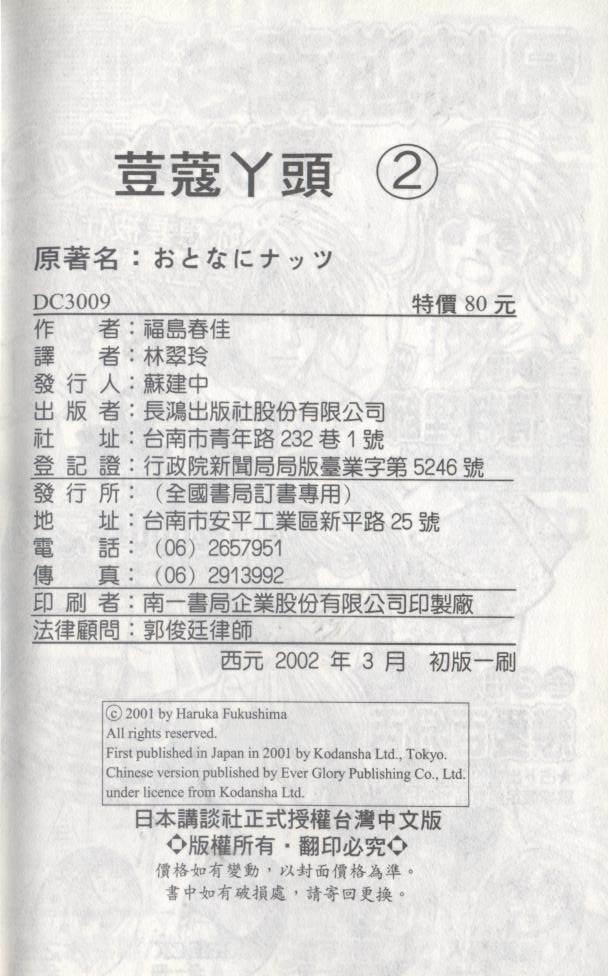 荳蔻丫頭 ②
原著名：おとなにナッツ
DC3009 特價 80 元
作者：福島春佳
譯者：林翠玲
發行人：蘇建中
出版者：長鴻出版社股份有限公司
社址：台南市青年路 232 巷 1 號
登記證：行政院新聞局局版臺業字第 5246 號
發行所：（全國書局訂書專用）
地址：台南市安平工業區新平路 25 號
電話：（06）2657951
傳真：（06）2913992
印刷者：南一書局企業股份有限公司印製廠
法律顧問：郭俊廷律師
西元 2002 年 3 月 初版一刷
ⓒ 2001 by Haruka Fukushima
All rights reserved.
First published in Japan in 2001 by Kodansha Ltd., Tokyo.
Chinese version published by Ever Glory Publishing Co., Ltd.
under licence from Kodansha Ltd.
日本講談社正式授權台灣中文版
◇版權所有・翻印必究◇
價格如有變動，以封面價格為準。
書中如有破損處，請寄回更換。